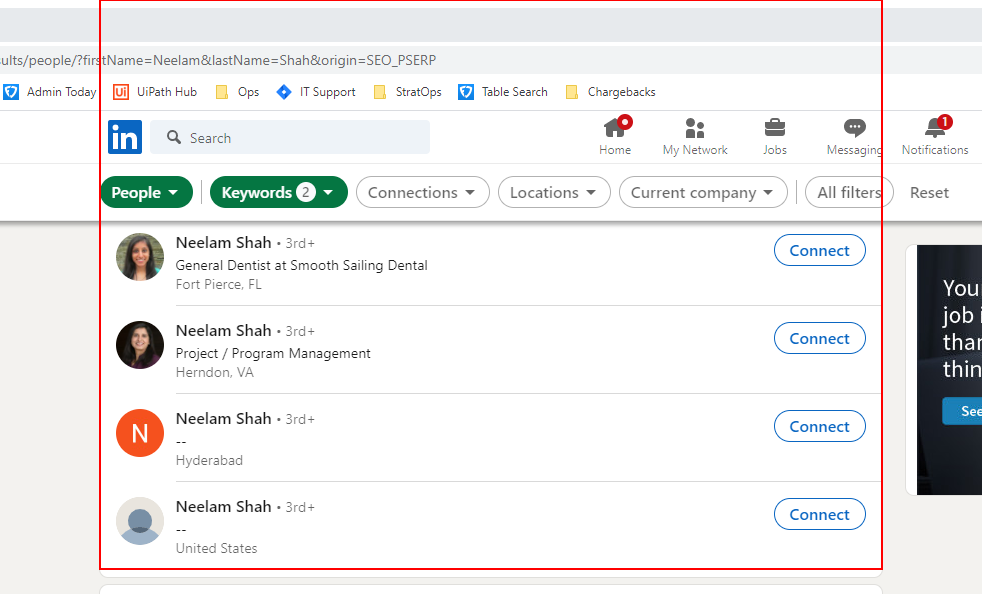 sults/people/?firstName=Neelam&lastName=Shah&origin=SEO_PSERP
Admin Today Ui UiPath Hub Ops IT Support StratOps Table Search Chargebacks
in Search Home My Network Jobs Messaging 1 Notifications
People Keywords 2 Connections Locations Current company All filters Reset
Neelam Shah • 3rd+
General Dentist at Smooth Sailing Dental
Fort Pierce, FL
Connect
Neelam Shah • 3rd+
Project / Program Management
Herndon, VA
Connect
N
Neelam Shah • 3rd+
--
Hyderabad
Connect
Neelam Shah • 3rd+
--
United States
Connect
You
job i
than
thin
See